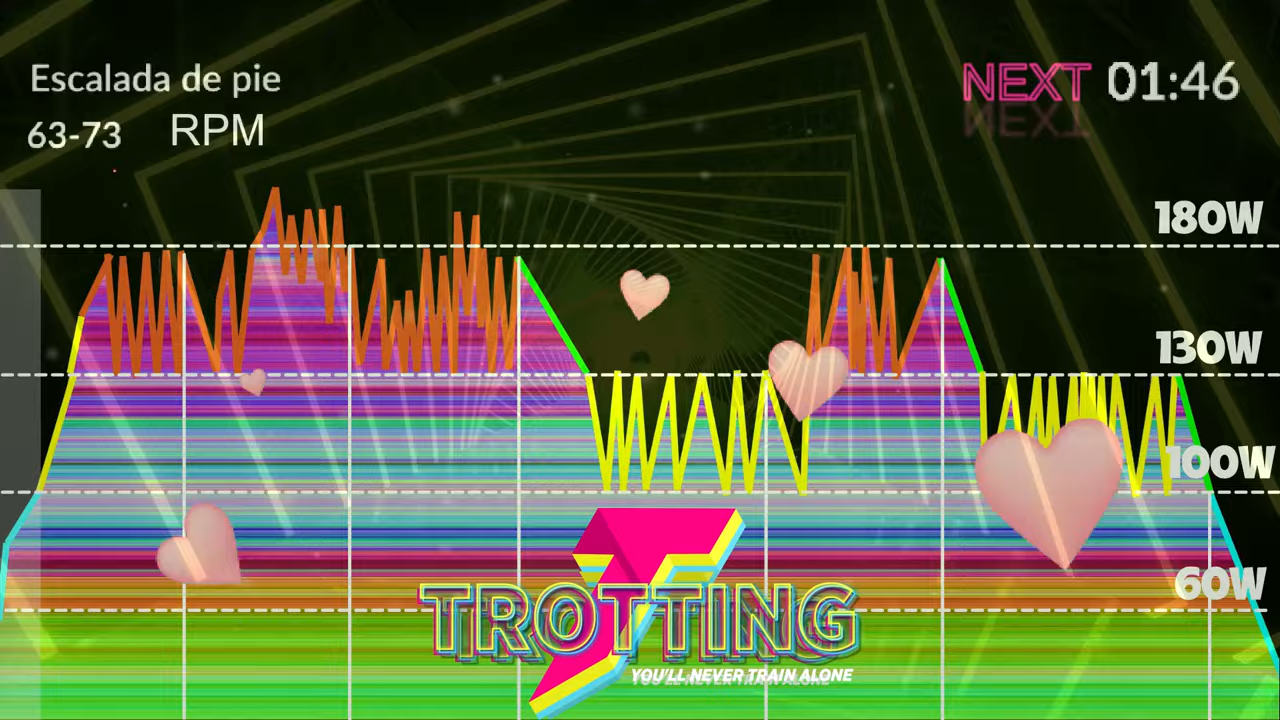 Escalada de pie
63-73 RPM
NEXT 01:46
180W
130W
100W
60W
TROTTING
YOU'LL NEVER TRAIN ALONE